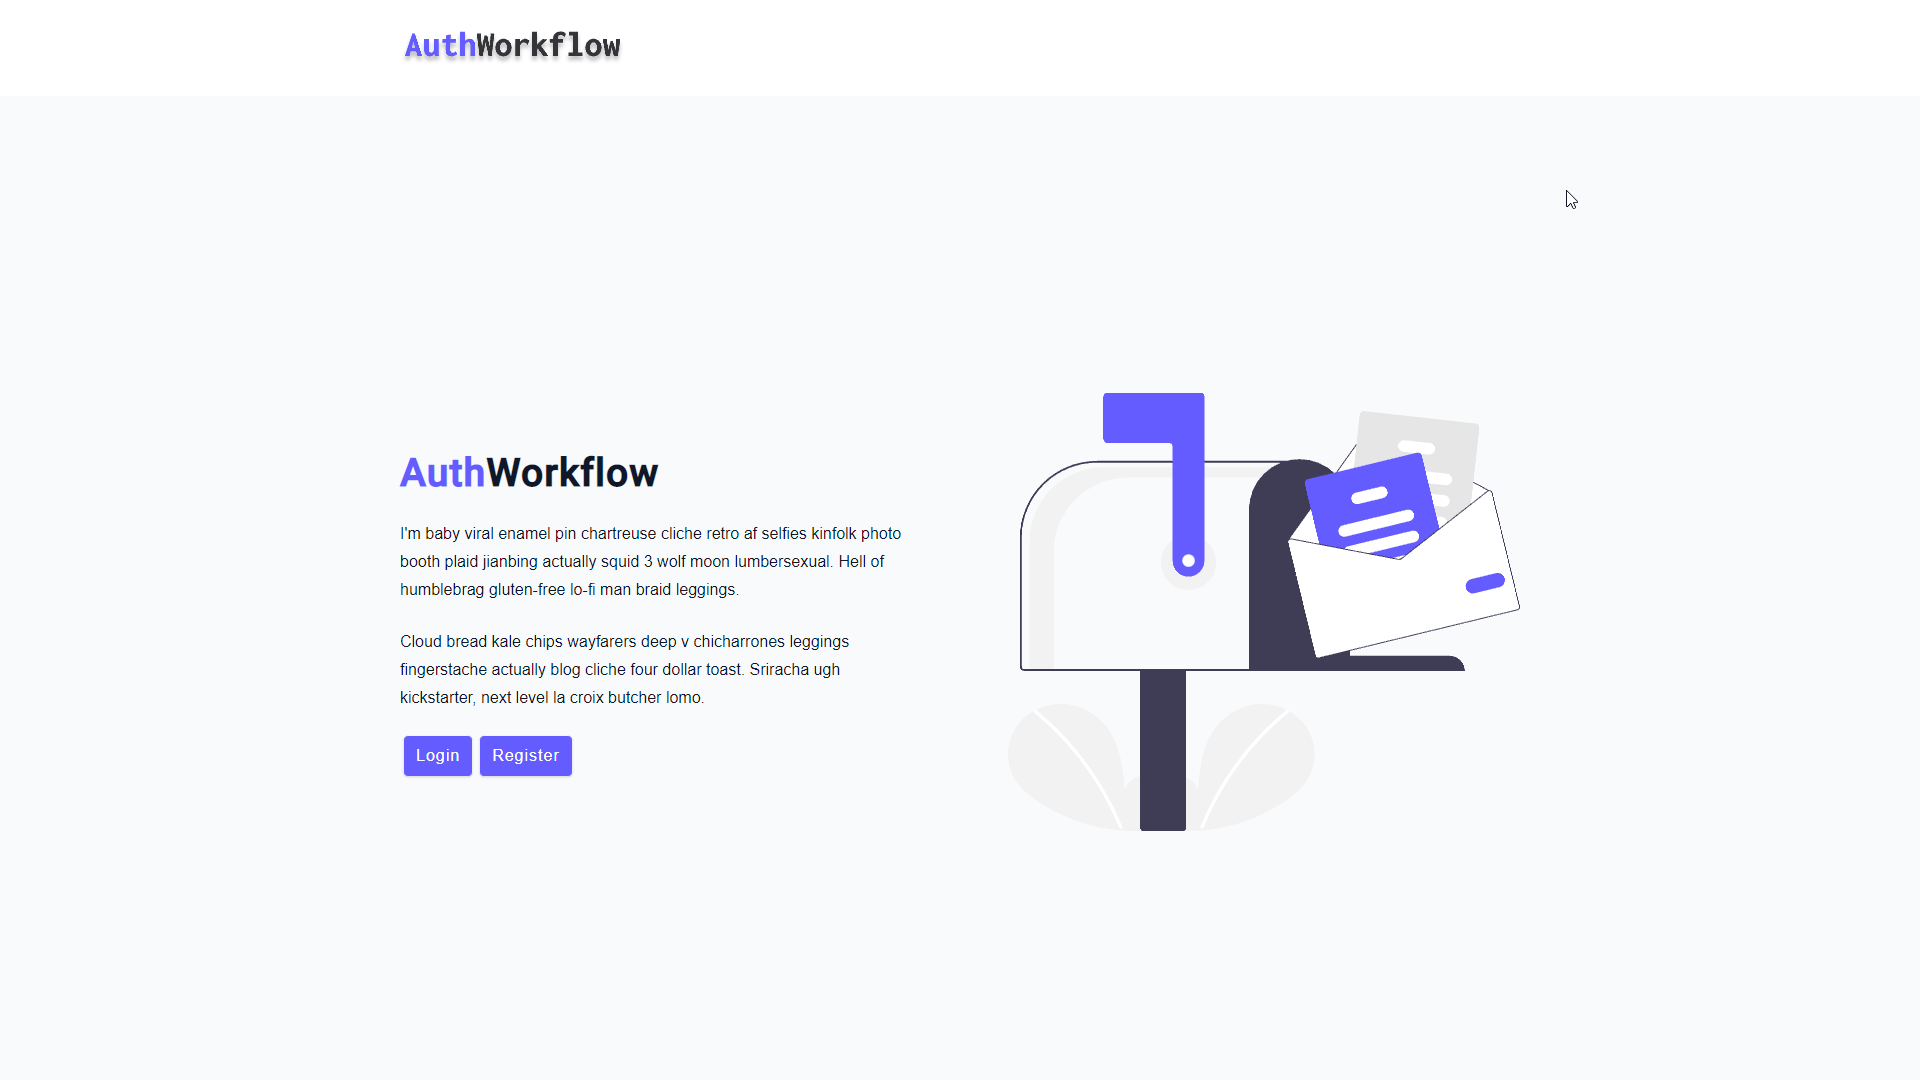 AuthWorkflow
AuthWorkflow
I'm baby viral enamel pin chartreuse cliche retro af selfies kinfolk photo
booth plaid jianbing actually squid 3 wolf moon lumbersexual. Hell of
humblebrag gluten-free lo-fi man braid leggings.
Cloud bread kale chips wayfarers deep v chicharrones leggings
fingerstache actually blog cliche four dollar toast. Sriracha ugh
kickstarter, next level la croix butcher lomo.
Login Register